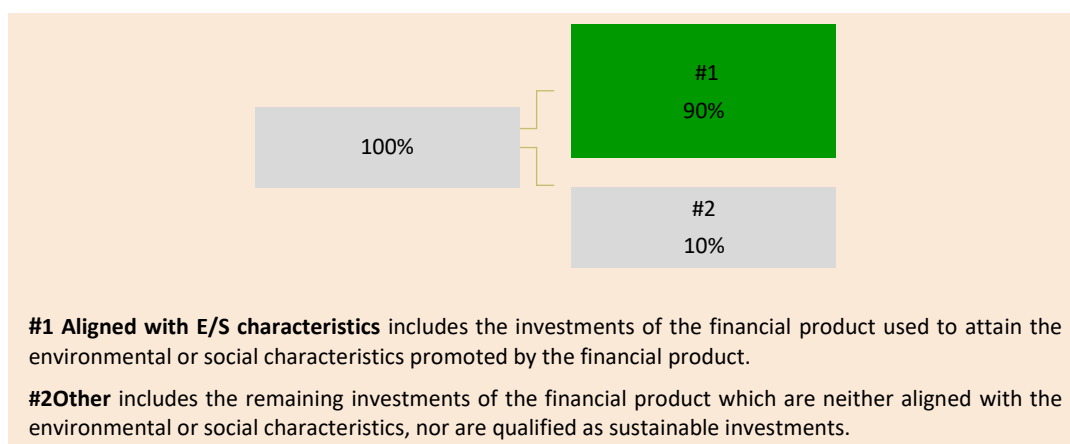 #1
90%
100%
#2
10%
#1 Aligned with E/S characteristics includes the investments of the financial product used to attain the
environmental or social characteristics promoted by the financial product.
#2Other includes the remaining investments of the financial product which are neither aligned with the
environmental or social characteristics, nor are qualified as sustainable investments.